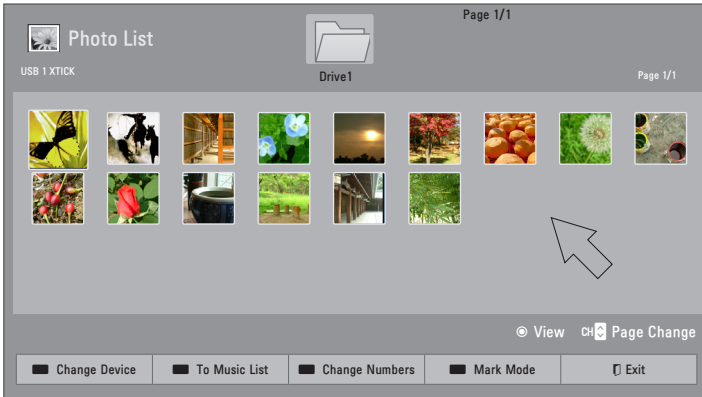 Page 1/1
Photo List
USB 1 XTICK
Drive1
Page 1/1
View CH Page Change
Change Device To Music List Change Numbers Mark Mode Exit